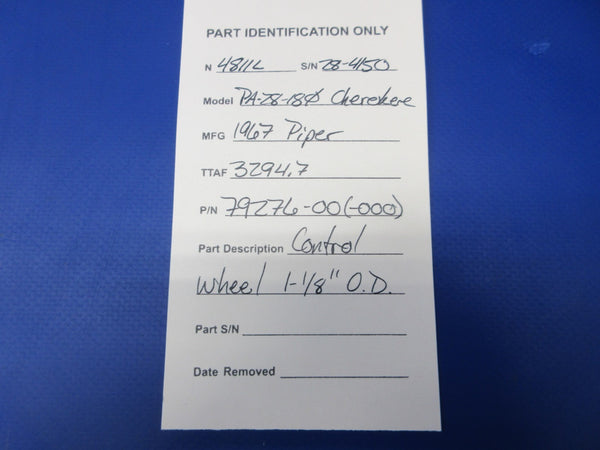 PART IDENTIFICATION ONLY
N 4811L S/N 28-4150
Model PA-28-180 Cherokee
MFG 1967 Piper
TTAF 3294.7
P/N 79276-00(-000)
Part Description Control
Wheel 1-1/8" O.D.
Part S/N
Date Removed